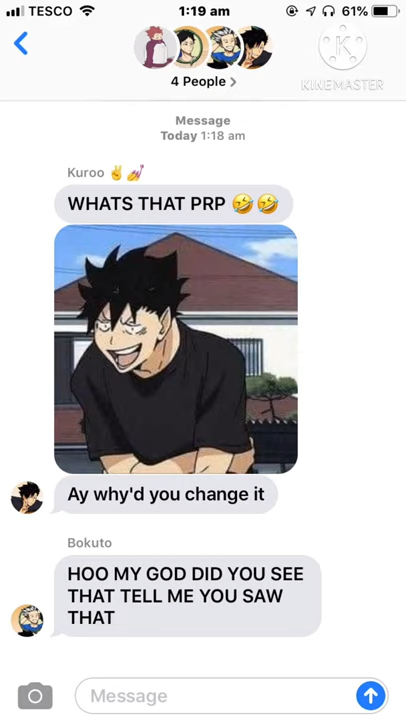 TESCO 1:19 am 61%
K
KINEMASTER
4 People >
Message
Today 1:18 am
Kuroo ✌️💅
WHATS THAT PRP 🤣🤣
Ay why'd you change it
Bokuto
HOO MY GOD DID YOU SEE
THAT TELL ME YOU SAW
THAT
Message